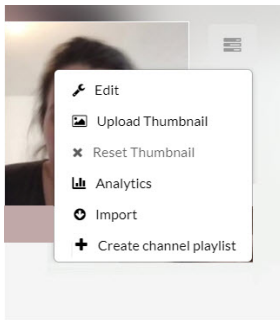 Edit
Upload Thumbnail
Reset Thumbnail
Analytics
Import
Create channel playlist